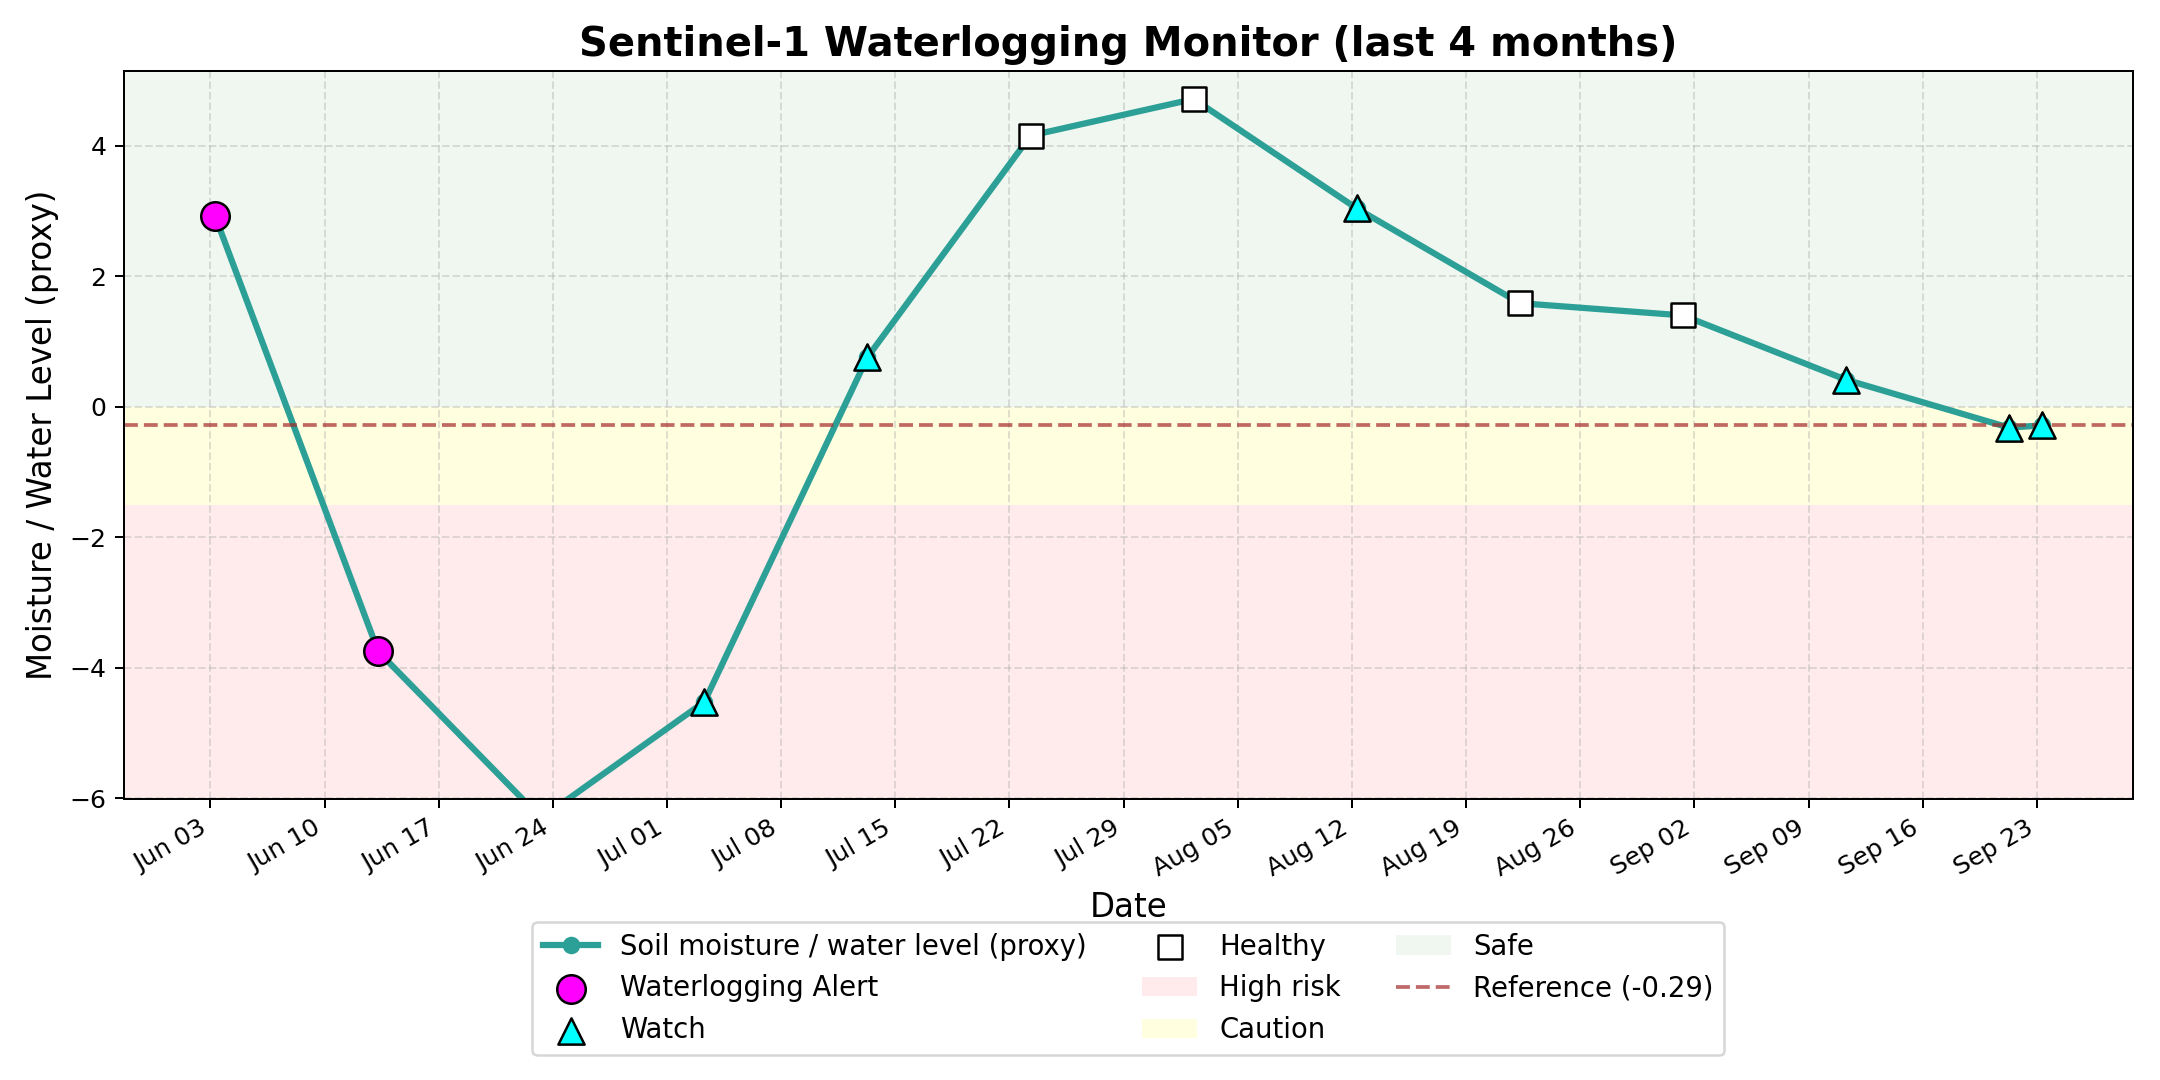 Sentinel-1 Waterlogging Monitor (last 4 months)
Moisture / Water Level (proxy)
4
2
0
−2
−4
−6
Jun 03
Jun 10
Jun 17
Jun 24
Jul 01
Jul 08
Jul 15
Jul 22
Jul 29
Aug 05
Aug 12
Aug 19
Aug 26
Sep 02
Sep 09
Sep 16
Sep 23
Date
Soil moisture / water level (proxy)
Waterlogging Alert
Watch
Healthy
High risk
Caution
Safe
Reference (-0.29)